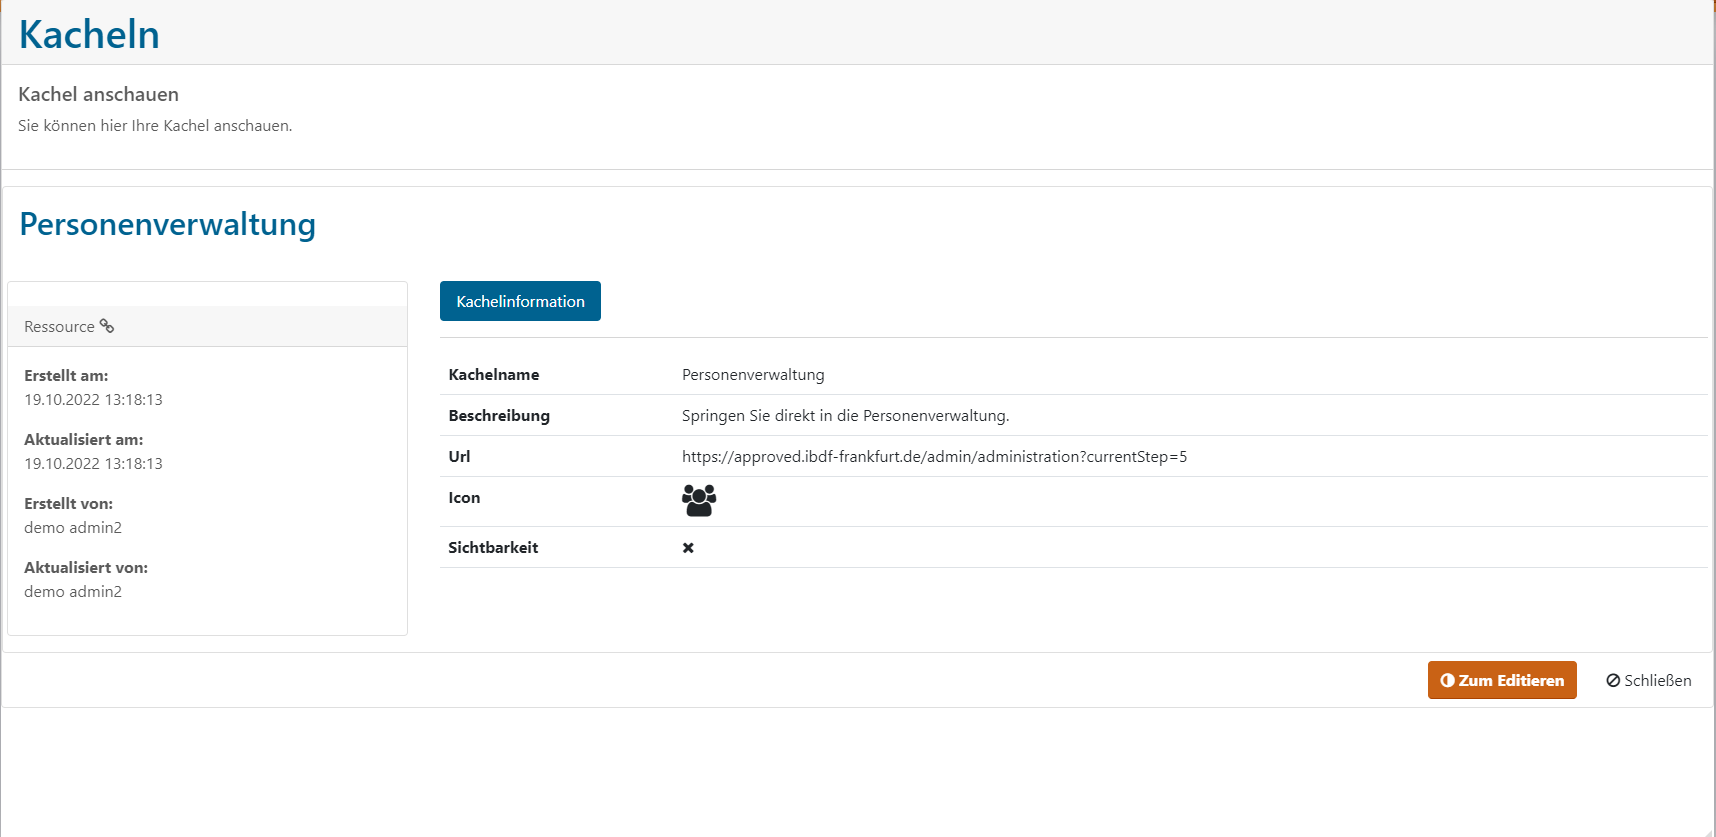 Kacheln
Kachel anschauen
Sie können hier Ihre Kachel anschauen.
Personenverwaltung
Ressource
Erstellt am:
19.10.2022 13:18:13
Aktualisiert am:
19.10.2022 13:18:13
Erstellt von:
demo admin2
Aktualisiert von:
demo admin2
Kachelinformation
Kachelname Personenverwaltung
Beschreibung Springen Sie direkt in die Personenverwaltung.
Url https://approved.ibdf-frankfurt.de/admin/administration?currentStep=5
Icon
Sichtbarkeit
Zum Editieren Schließen